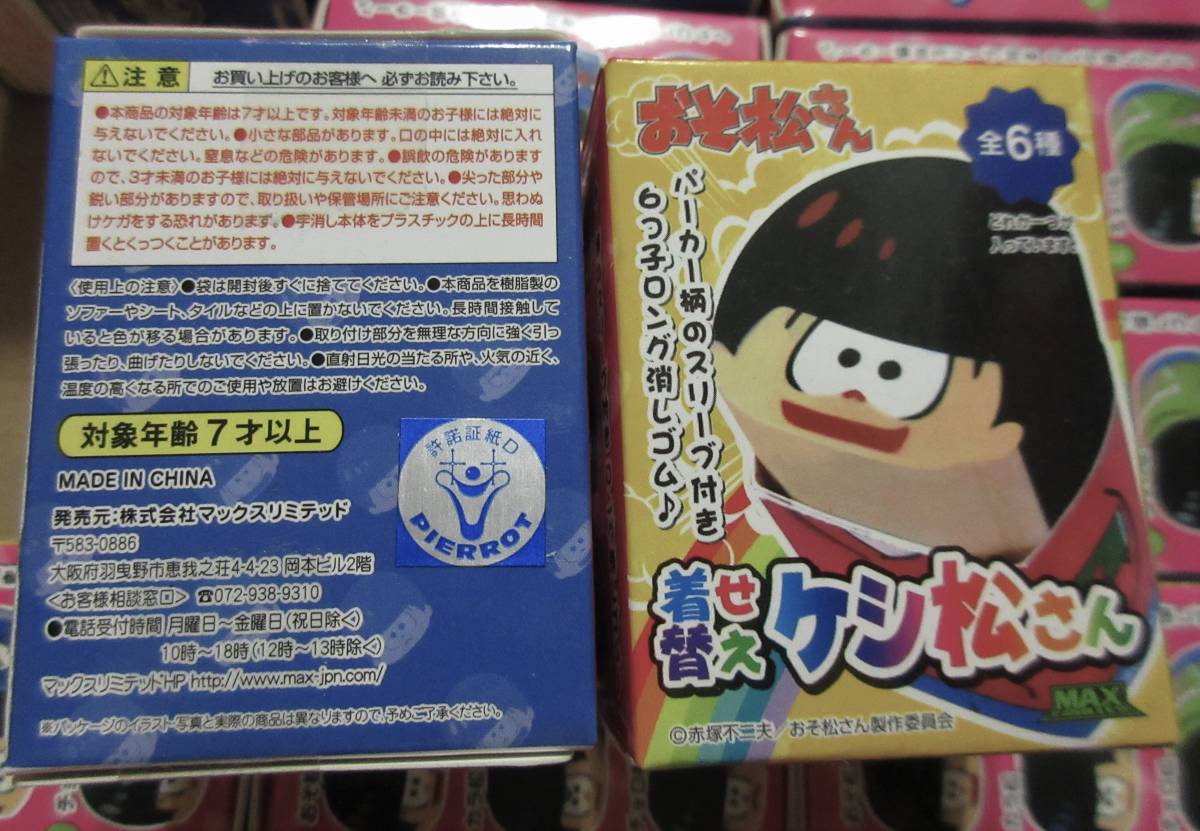 注意
お買い上げのお客様へ 必ずお読み下さい。
●本商品の対象年齢は7才以上です。対象年齢未満のお子様には絶対に
与えないでください。●小さな部品があります。口の中には絶対に入れ
ないでください。窒息などの危険があります。●誤飲の危険があります
ので、3才未満のお子様には絶対に与えないでください。●尖った部分や
鋭い部分がありますので、取り扱いや保管場所にご注意ください。思わぬ
けケガをする恐れがあります。●字消し本体をプラスチックの上に長時間
置くとくっつくことがあります。
〈使用上の注意〉●袋は開封後すぐに捨ててください。●本商品を樹脂製の
ソファーやシート、タイルなどの上に置かないでください。長時間接触して
いると色が移る場合があります。●取り付け部分を無理な方向に強く引っ
張ったり、曲げたりしないでください。●直射日光の当たる所や、火気の近く、
温度の高くなる所でのご使用や放置はお避けください。
対象年齢7才以上
MADE IN CHINA
発売元:株式会社マックスリミテッド
〒583-0886
大阪府羽曳野市恵我之荘4-4-23 岡本ビル2階
<お客様相談窓口> ☎072-938-9310
●電話受付時間 月曜日~金曜日(祝日除く)
10時~18時(12時~13時除く)
マックスリミテッドHP http://www.max-jpn.com/
※パッケージのイラスト・写真と実際の商品は異なりますので、予めご了承ください。
許諾証紙D
PIERROT
おそ松さん
全6種
どれか一つが
入っています。
パーカー柄のスリーブ付き
6つ子ロング消しゴム♪
着せ替え
ケシ松さん
MAX
©赤塚不二夫/おそ松さん製作委員会